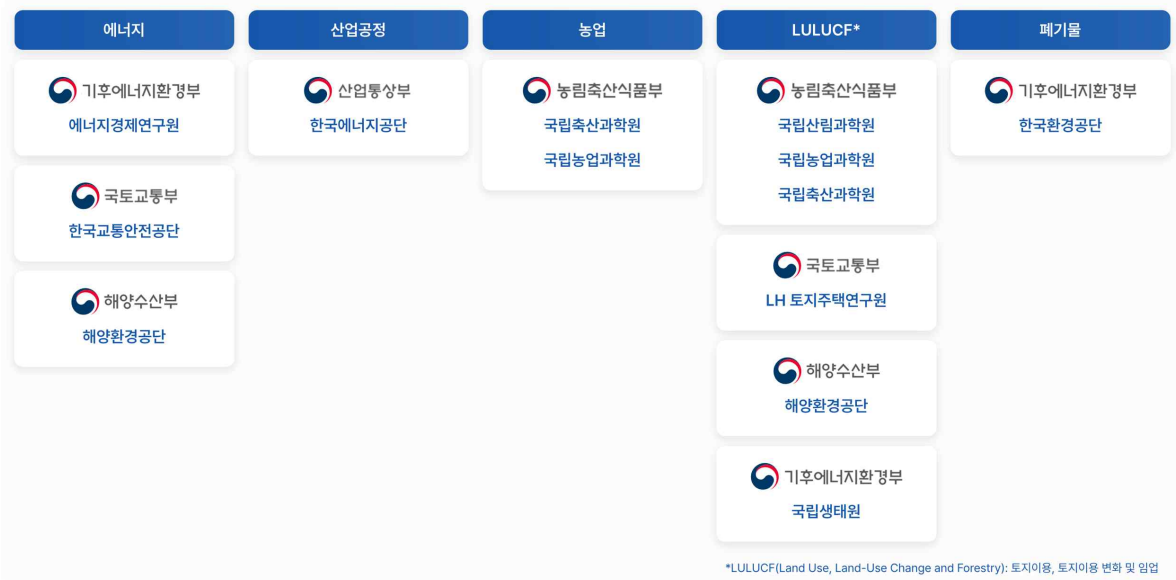 에너지
기후에너지환경부
에너지경제연구원
국토교통부
한국교통안전공단
해양수산부
해양환경공단
산업공정
산업통상부
한국에너지공단
농업
농림축산식품부
국립축산과학원
국립농업과학원
LULUCF*
농림축산식품부
국립산림과학원
국립농업과학원
국립축산과학원
국토교통부
LH 토지주택연구원
해양수산부
해양환경공단
기후에너지환경부
국립생태원
폐기물
기후에너지환경부
한국환경공단
*LULUCF(Land Use, Land-Use Change and Forestry): 토지이용, 토지이용 변화 및 임업